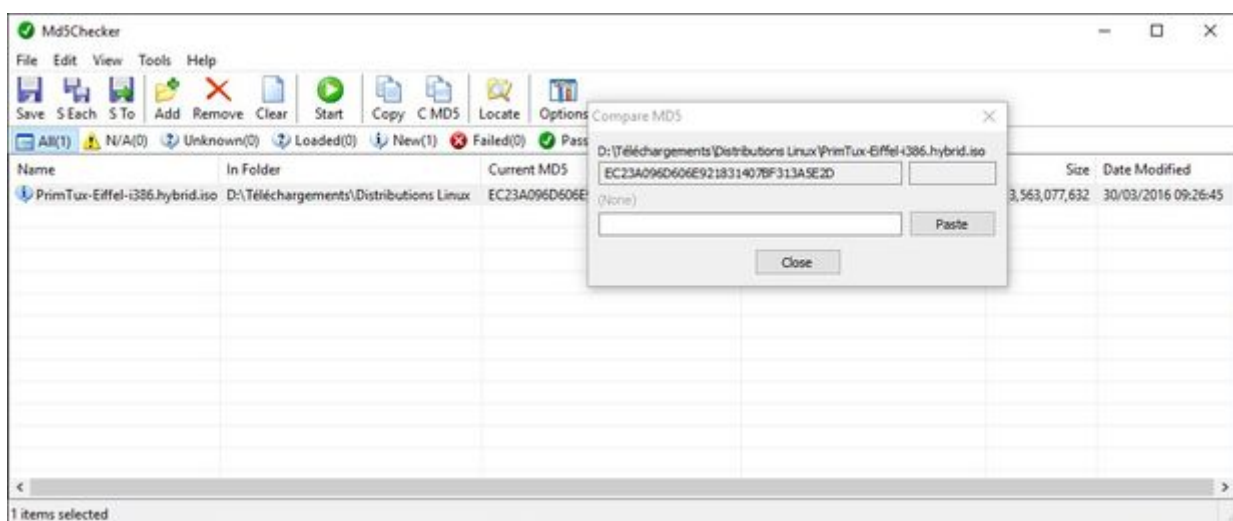 Md5Checker
File Edit View Tools Help
Save S Each S To Add Remove Clear Start Copy C MD5 Locate Options
All(1) N/A(0) Unknown(0) Loaded(0) New(1) Failed(0) Pass
Name In Folder Current MD5 Size Date Modified
PrimTux-Eiffel-i386.hybrid.iso D:\Téléchargements\Distributions Linux EC23A096D606E 3,563,077,632 30/03/2016 09:26:45
Compare MD5
D:\Téléchargements\Distributions Linux\PrimTux-Eiffel-i386.hybrid.iso
EC23A096D606E921831407BF313A5E2D
(None)
Paste
Close
1 items selected